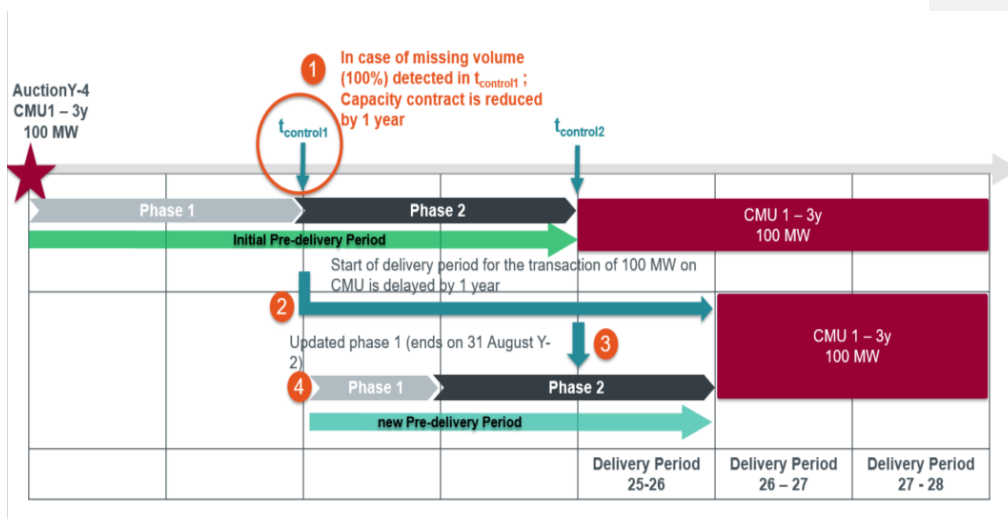 1
In case of missing volume
(100%) detected in tcontrol1 ;
Capacity contract is reduced
by 1 year
AuctionY-4
CMU1 – 3y
100 MW
tcontrol1
tcontrol2
Phase 1
Phase 2
CMU 1 – 3y
100 MW
Initial Pre-delivery Period
Start of delivery period for the transaction of 100 MW on
CMU is delayed by 1 year
2
CMU 1 – 3y
100 MW
3
Updated phase 1 (ends on 31 August Y-
2)
4
Phase 1
Phase 2
new Pre-delivery Period
Delivery Period
25-26
Delivery Period
26 – 27
Delivery Period
27 - 28